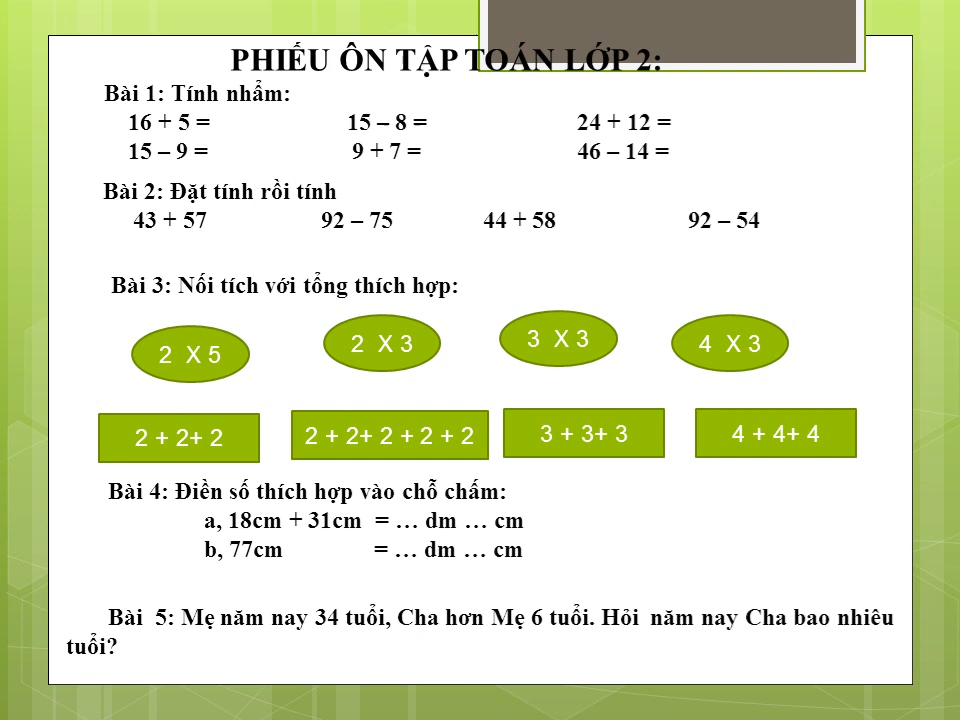 PHIẾU ÔN TẬP TOÁN LỚP 2:
Bài 1: Tính nhẩm:
16 + 5 = 15 – 8 = 24 + 12 =
15 – 9 = 9 + 7 = 46 – 14 =
Bài 2: Đặt tính rồi tính
43 + 57 92 – 75 44 + 58 92 – 54
Bài 3: Nối tích với tổng thích hợp:
2 X 5 2 X 3 3 X 3 4 X 3
2 + 2+ 2 2 + 2+ 2 + 2 + 2 3 + 3+ 3 4 + 4+ 4
Bài 4: Điền số thích hợp vào chỗ chấm:
a, 18cm + 31cm = … dm … cm
b, 77cm = … dm … cm
Bài 5: Mẹ năm nay 34 tuổi, Cha hơn Mẹ 6 tuổi. Hỏi năm nay Cha bao nhiêu
tuổi?